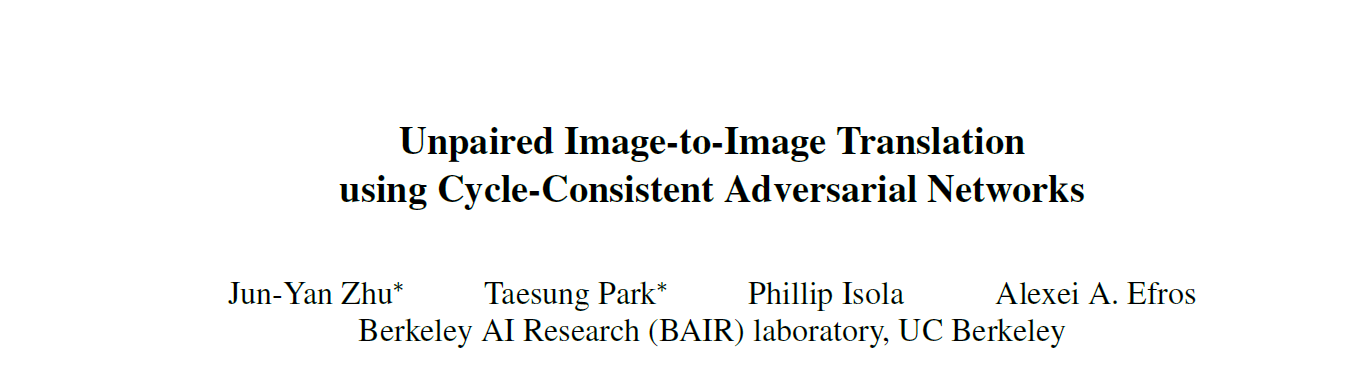 Unpaired Image-to-Image Translation
using Cycle-Consistent Adversarial Networks
Jun-Yan Zhu* Taesung Park* Phillip Isola Alexei A. Efros
Berkeley AI Research (BAIR) laboratory, UC Berkeley